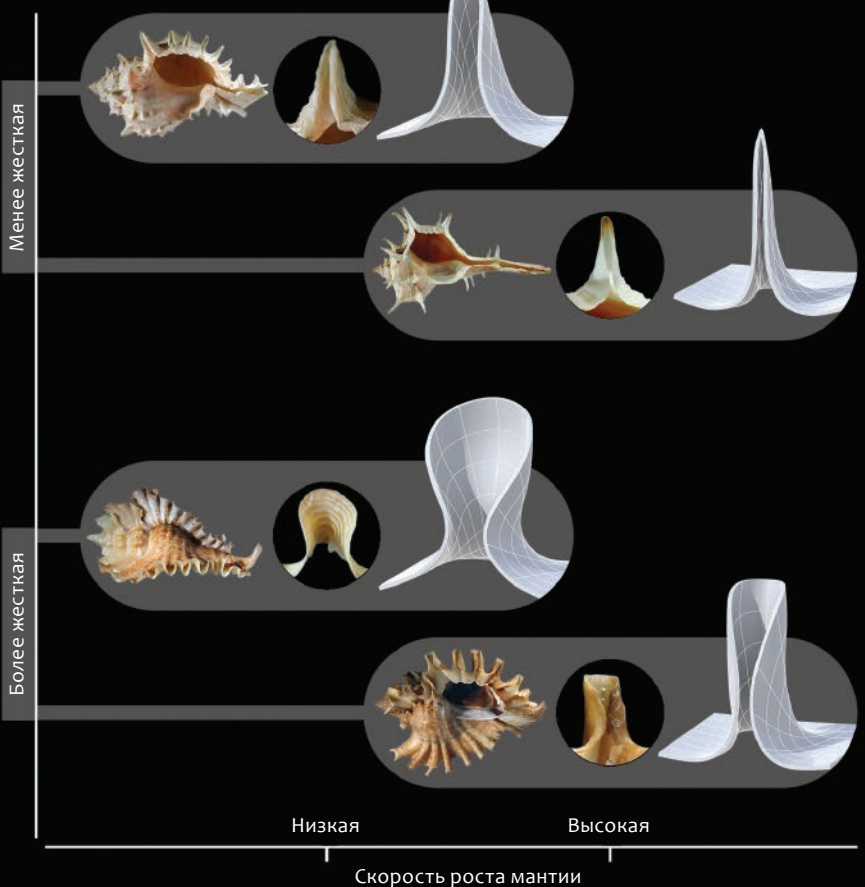 Менее жесткая
Более жесткая
Низкая
Высокая
Скорость роста мантии